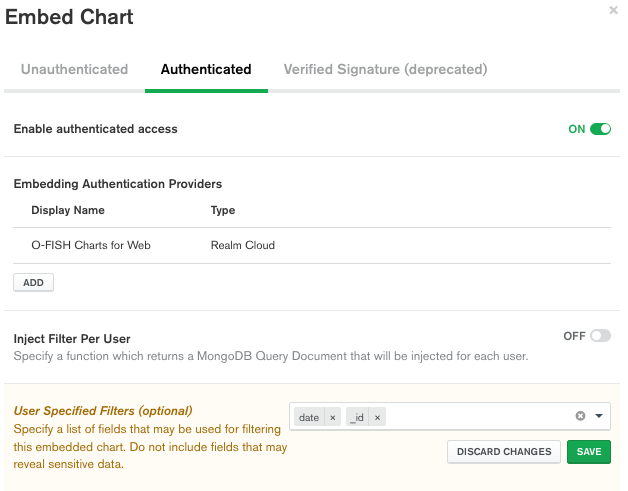 Embed Chart
×
Unauthenticated Authenticated Verified Signature (deprecated)
Enable authenticated access
ON
Embedding Authentication Providers
Display Name Type
O-FISH Charts for Web Realm Cloud
ADD
Inject Filter Per User
OFF
Specify a function which returns a MongoDB Query Document that will be injected for each user.
User Specified Filters (optional)
Specify a list of fields that may be used for filtering
this embedded chart. Do not include fields that may
reveal sensitive data.
date × _id ×
DISCARD CHANGES SAVE